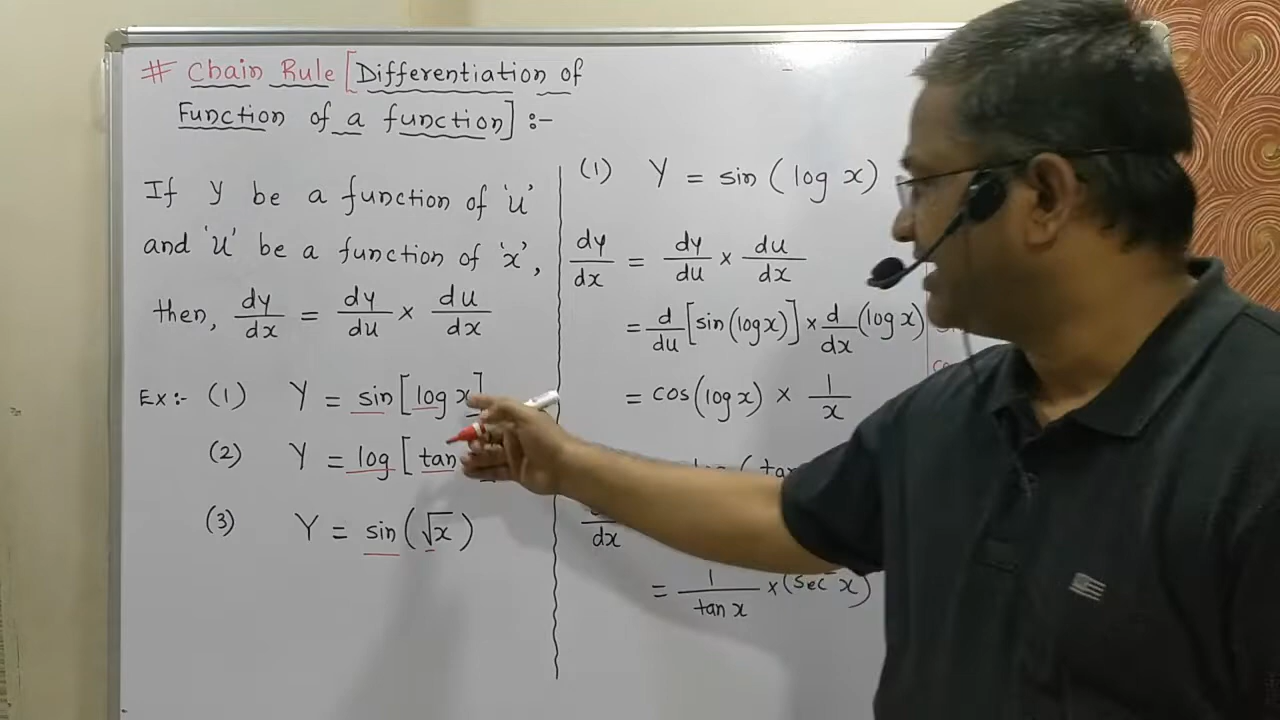 # Chain Rule [Differentiation of
Function of a function] :-
If y be a function of 'u'
and 'u' be a function of 'x',
then, dy/dx = dy/du × du/dx
Ex:- (1) Y = sin[log x]
(2) Y = log [tan
(3) Y = sin(√x)
(1) Y = sin (log x)
dy/dx = dy/du × du/dx
= d/du [sin(log x)] × d/dx (log x)
= cos(log x) × 1/x
dx
= 1/tan x × (sec² x)